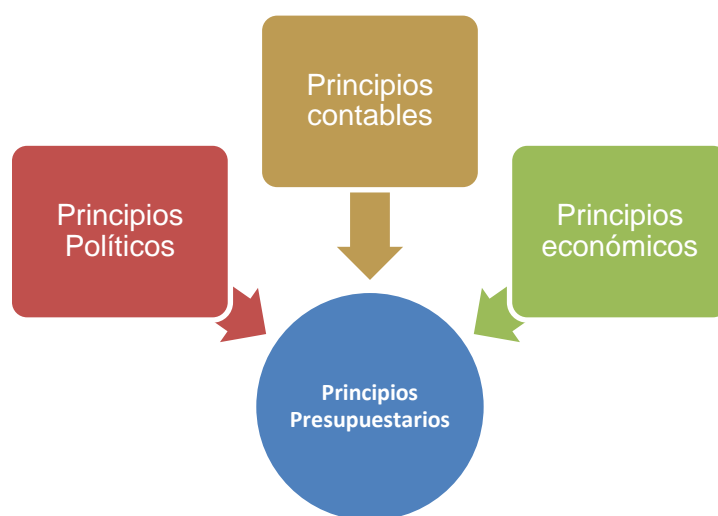 Principios
contables
Principios
Políticos
Principios
económicos
Principios
Presupuestarios